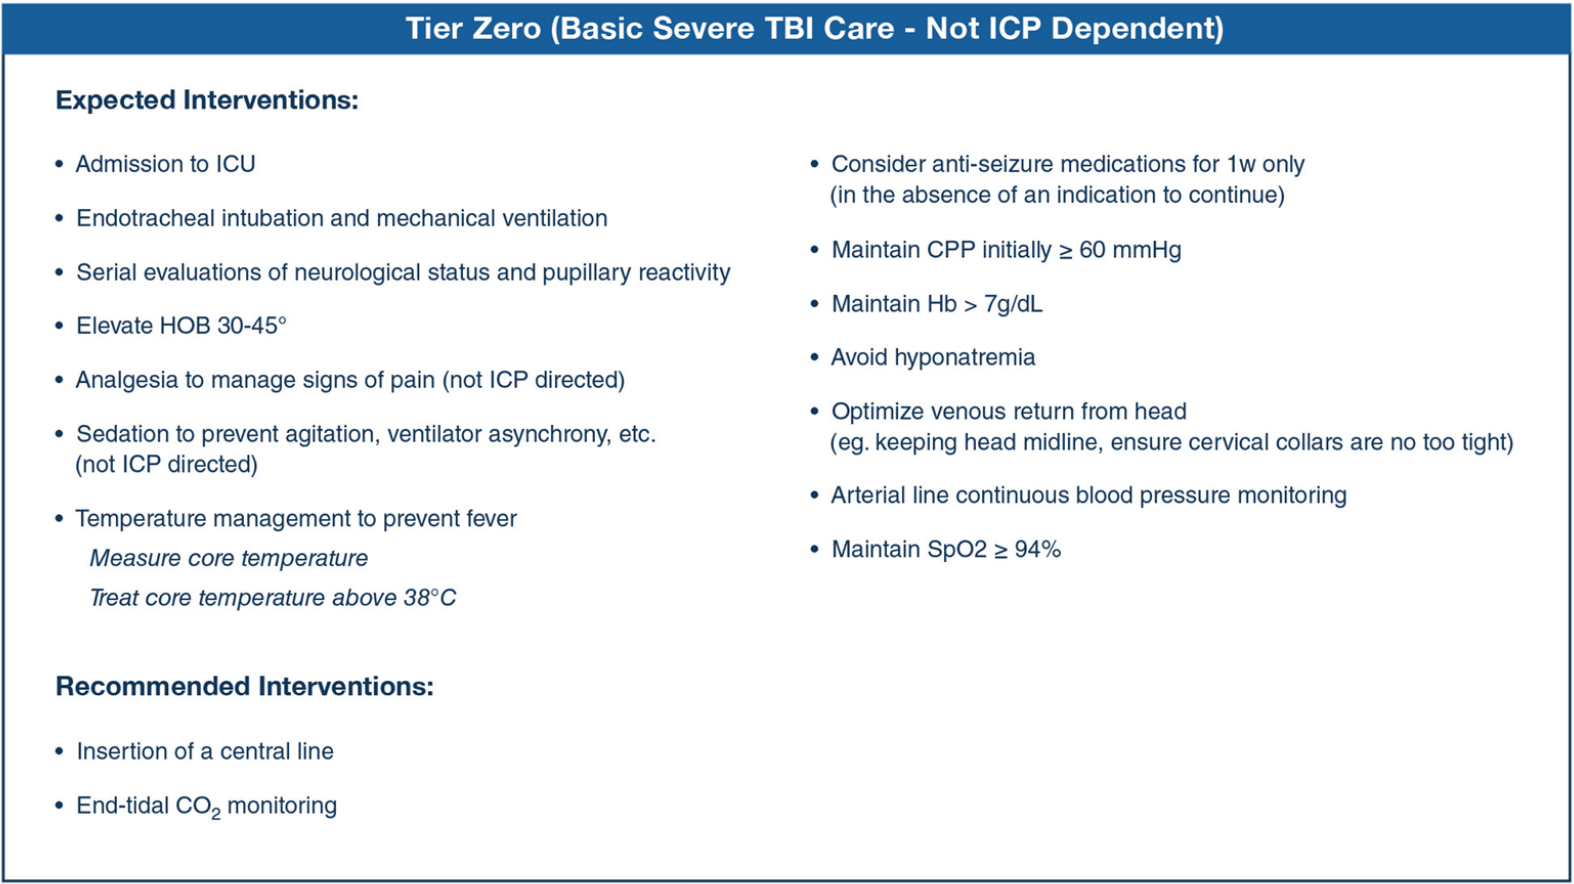 Tier Zero (Basic Severe TBI Care - Not ICP Dependent)
Expected Interventions:
• Admission to ICU
• Endotracheal intubation and mechanical ventilation
• Serial evaluations of neurological status and pupillary reactivity
• Elevate HOB 30-45°
• Analgesia to manage signs of pain (not ICP directed)
• Sedation to prevent agitation, ventilator asynchrony, etc.
(not ICP directed)
• Temperature management to prevent fever
Measure core temperature
Treat core temperature above 38°C
• Consider anti-seizure medications for 1w only
(in the absence of an indication to continue)
• Maintain CPP initially ≥ 60 mmHg
• Maintain Hb > 7g/dL
• Avoid hyponatremia
• Optimize venous return from head
(eg. keeping head midline, ensure cervical collars are no too tight)
• Arterial line continuous blood pressure monitoring
• Maintain SpO2 ≥ 94%
Recommended Interventions:
• Insertion of a central line
• End-tidal CO₂ monitoring